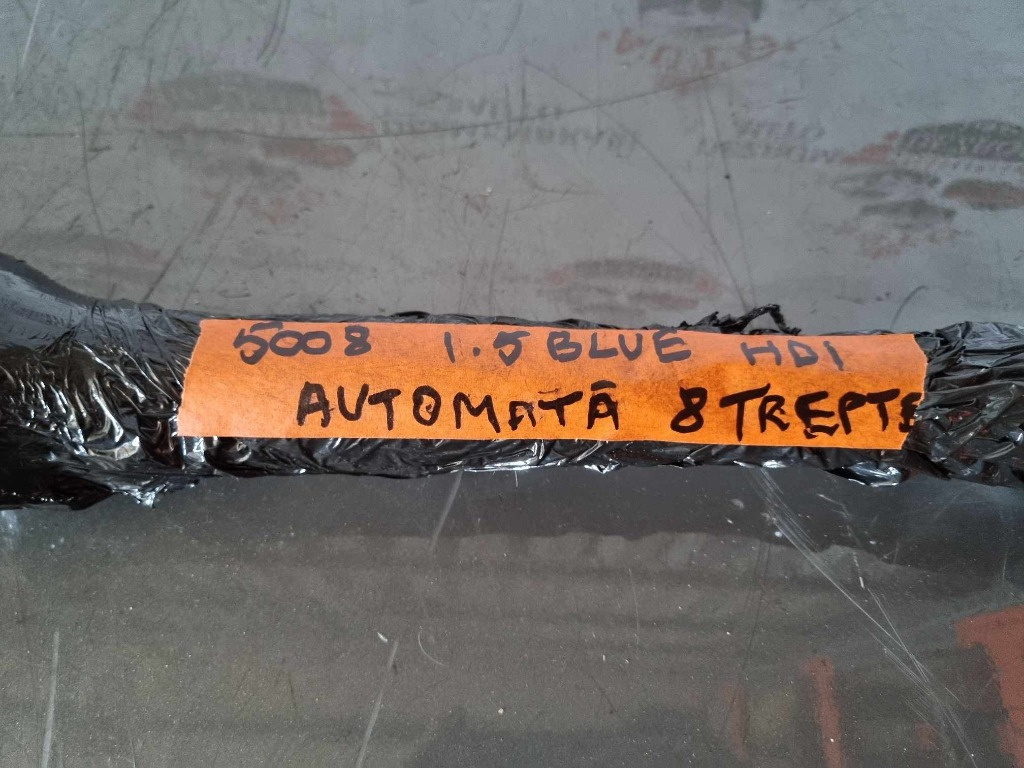 5008 1.5 BLUE HDI
AUTOMATĂ 8 TREPTE